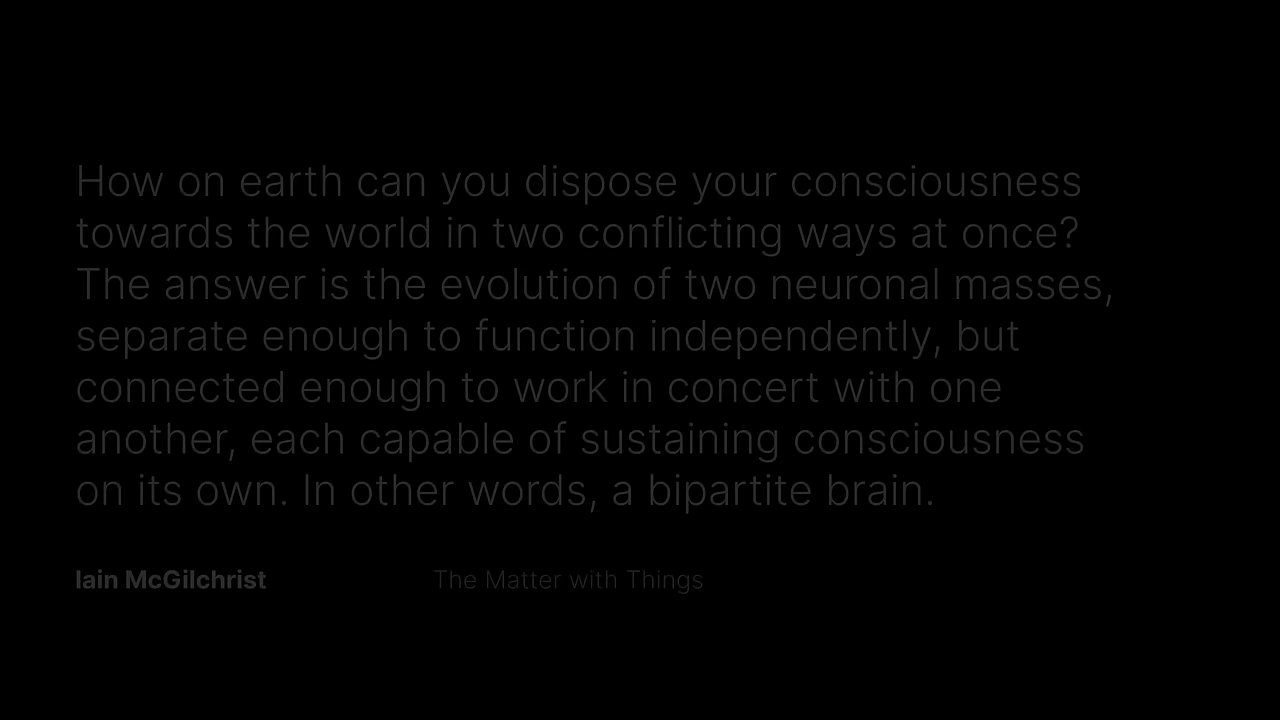 How on earth can you dispose your consciousness
towards the world in two conflicting ways at once?
The answer is the evolution of two neuronal masses,
separate enough to function independently, but
connected enough to work in concert with one
another, each capable of sustaining consciousness
on its own. In other words, a bipartite brain.
Iain McGilchrist The Matter with Things